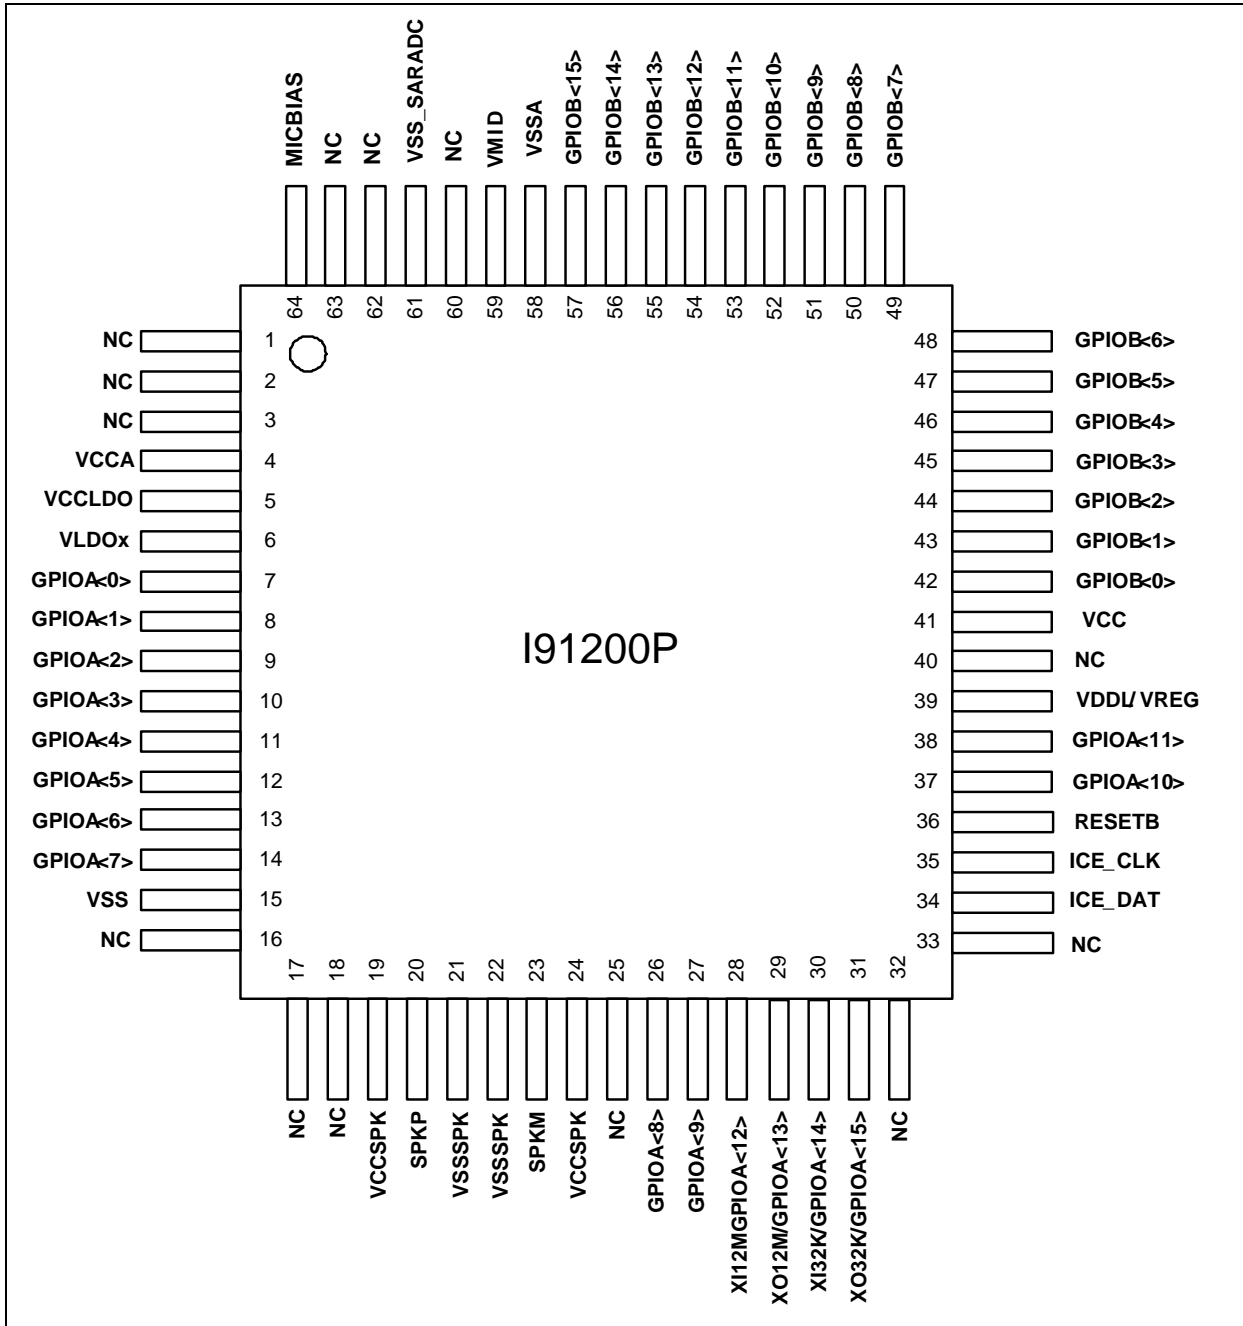 MICBIAS
NC
NC
VSS_SARADC
NC
VMID
VSSA
GPIOB<15>
GPIOB<14>
GPIOB<13>
GPIOB<12>
GPIOB<11>
GPIOB<10>
GPIOB<9>
GPIOB<8>
GPIOB<7>
64
63
62
61
60
59
58
57
56
55
54
53
52
51
50
49
NC 1
NC 2
NC 3
VCCA 4
VCCLDO 5
VLDOx 6
GPIOA<0> 7
GPIOA<1> 8
GPIOA<2> 9
GPIOA<3> 10
GPIOA<4> 11
GPIOA<5> 12
GPIOA<6> 13
GPIOA<7> 14
VSS 15
NC 16
I91200P
48 GPIOB<6>
47 GPIOB<5>
46 GPIOB<4>
45 GPIOB<3>
44 GPIOB<2>
43 GPIOB<1>
42 GPIOB<0>
41 VCC
40 NC
39 VDDL/VREG
38 GPIOA<11>
37 GPIOA<10>
36 RESETB
35 ICE_CLK
34 ICE_DAT
33 NC
17
18
19
20
21
22
23
24
25
26
27
28
29
30
31
32
NC
NC
VCCSPK
SPKP
VSSSPK
VSSSPK
SPKM
VCCSPK
NC
GPIOA<8>
GPIOA<9>
XI12MGPIOA<12>
XO12M/GPIOA<13>
XI32K/GPIOA<14>
XO32K/GPIOA<15>
NC